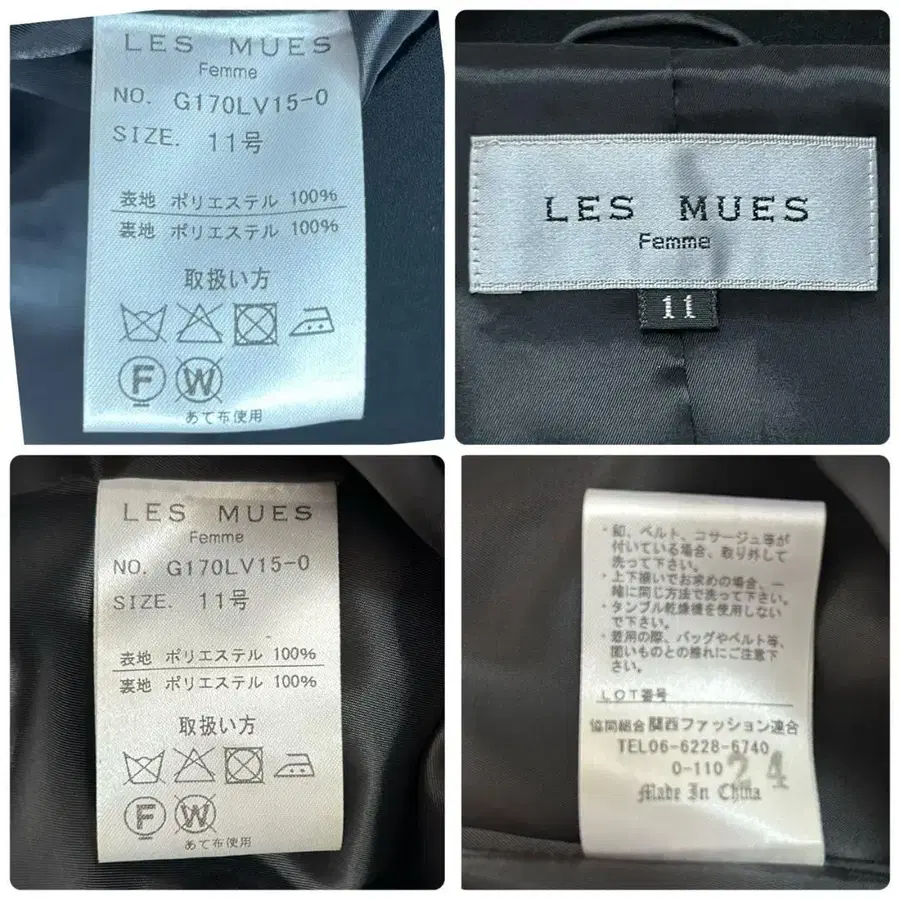 LES MUES
Femme
NO. G170LV15-0
SIZE. 11号
表地 ポリエステル 100%
裏地 ポリエステル 100%
取扱い方
F W
あて布使用
LES MUES
Femme
11
LES MUES
Femme
NO. G170LV15-0
SIZE. 11号
表地 ポリエステル 100%
裏地 ポリエステル 100%
取扱い方
F W
あて布使用
・釦、ベルト、コサージュ等が
付いている場合、取り外して
洗って下さい。
・上下揃いでお求めの場合、一
緒に同じ方法で洗って下さい。
・タンブル乾燥機を使用しない
で下さい。
・着用の際、バッグやベルト等、
固いものとの擦れにご注意下
さい。
LOT番号
協同組合関西ファッション連合
TEL06-6228-6740
0-110
24
Made In China